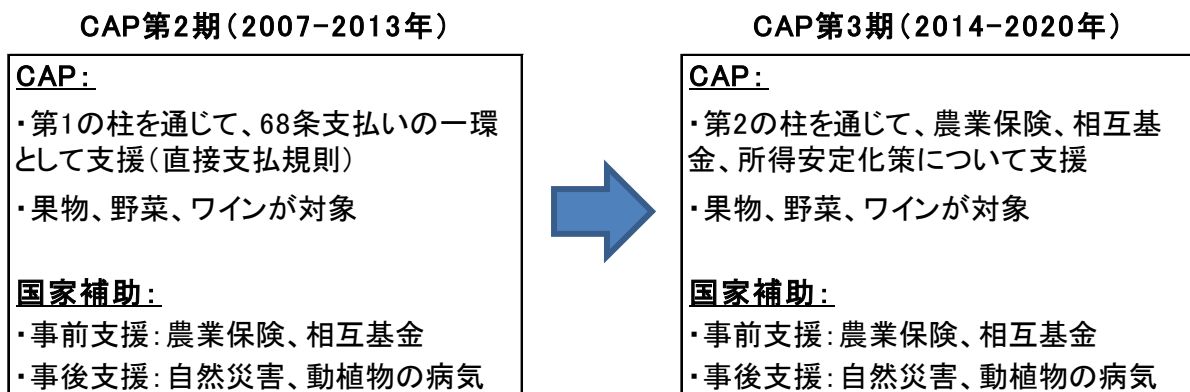 CAP第2期(2007-2013年)
CAP:
・第1の柱を通じて、68条支払いの一環
として支援(直接支払規則)
・果物、野菜、ワインが対象
国家補助:
・事前支援:農業保険、相互基金
・事後支援:自然災害、動植物の病気
CAP第3期(2014-2020年)
CAP:
・第2の柱を通じて、農業保険、相互基
金、所得安定化策について支援
・果物、野菜、ワインが対象
国家補助:
・事前支援:農業保険、相互基金
・事後支援:自然災害、動植物の病気